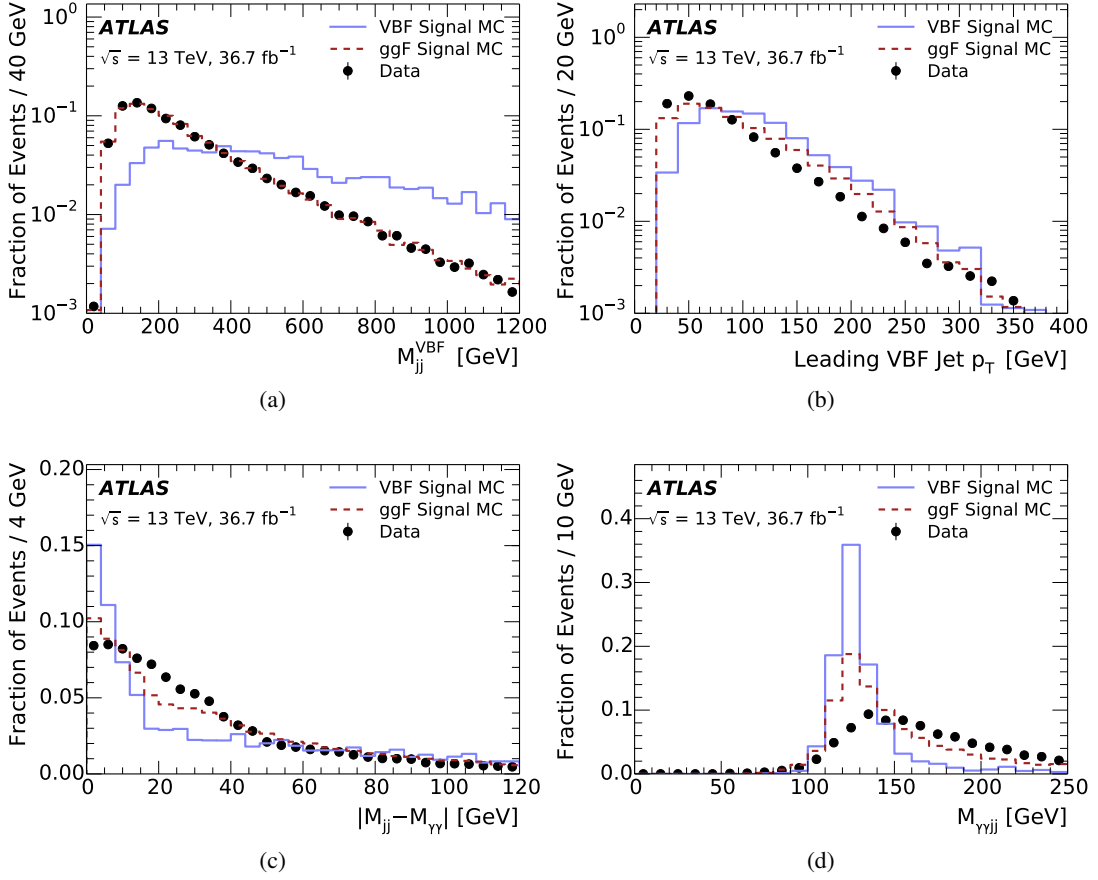 ATLAS
√s = 13 TeV, 36.7 fb⁻¹
VBF Signal MC
ggF Signal MC
Data
Fraction of Events / 40 GeV
10⁰
10⁻¹
10⁻²
10⁻³
0 200 400 600 800 1000 1200
M_jj^VBF [GeV]
(a)
ATLAS
√s = 13 TeV, 36.7 fb⁻¹
VBF Signal MC
ggF Signal MC
Data
Fraction of Events / 20 GeV
10⁰
10⁻¹
10⁻²
10⁻³
0 50 100 150 200 250 300 350 400
Leading VBF Jet p_T [GeV]
(b)
ATLAS
√s = 13 TeV, 36.7 fb⁻¹
VBF Signal MC
ggF Signal MC
Data
Fraction of Events / 4 GeV
0.20
0.15
0.10
0.05
0.00
0 20 40 60 80 100 120
|M_jj−M_γγ| [GeV]
(c)
ATLAS
√s = 13 TeV, 36.7 fb⁻¹
VBF Signal MC
ggF Signal MC
Data
Fraction of Events / 10 GeV
0.4
0.3
0.2
0.1
0.0
0 50 100 150 200 250
M_γγjj [GeV]
(d)